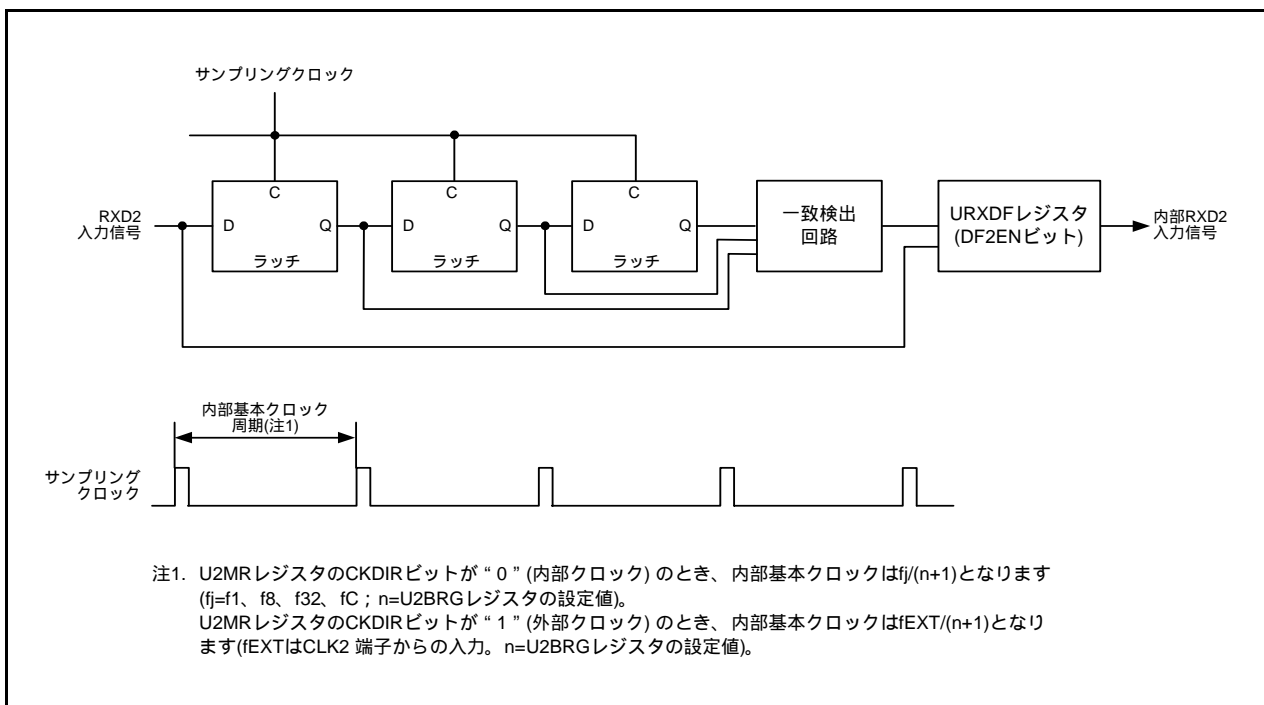 サンプリングクロック
RXD2
入力信号
C
D
Q
ラッチ
C
D
Q
ラッチ
C
D
Q
ラッチ
一致検出
回路
URXDFレジスタ
(DF2ENビット)
内部RXD2
入力信号
内部基本クロック
周期(注1)
サンプリング
クロック
注1. U2MRレジスタのCKDIRビットが“0”(内部クロック) のとき、内部基本クロックはfj/(n+1)となります
(fj=f1、f8、f32、fC；n=U2BRGレジスタの設定値)。
U2MRレジスタのCKDIRビットが“1”(外部クロック) のとき、内部基本クロックはfEXT/(n+1)となり
ます(fEXTはCLK2 端子からの入力。n=U2BRGレジスタの設定値)。